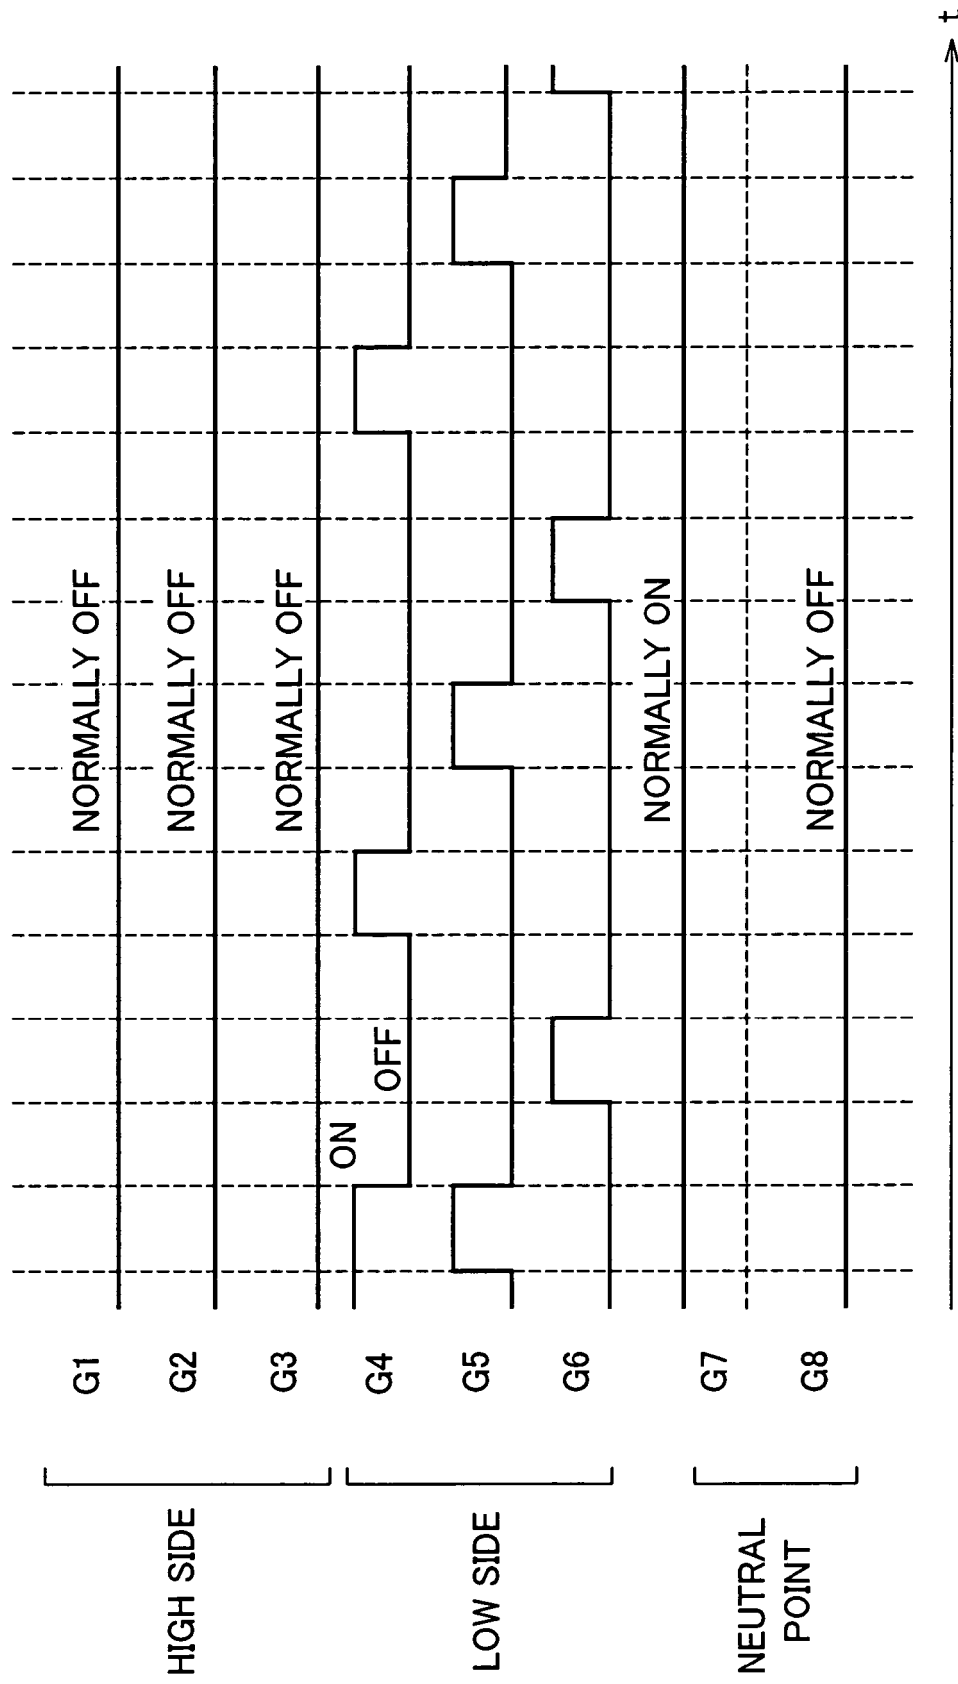 HIGH SIDE
G1
NORMALLY OFF
G2
NORMALLY OFF
G3
NORMALLY OFF
LOW SIDE
G4
ON
OFF
G5
G6
NEUTRAL
POINT
G7
NORMALLY ON
G8
NORMALLY OFF
t